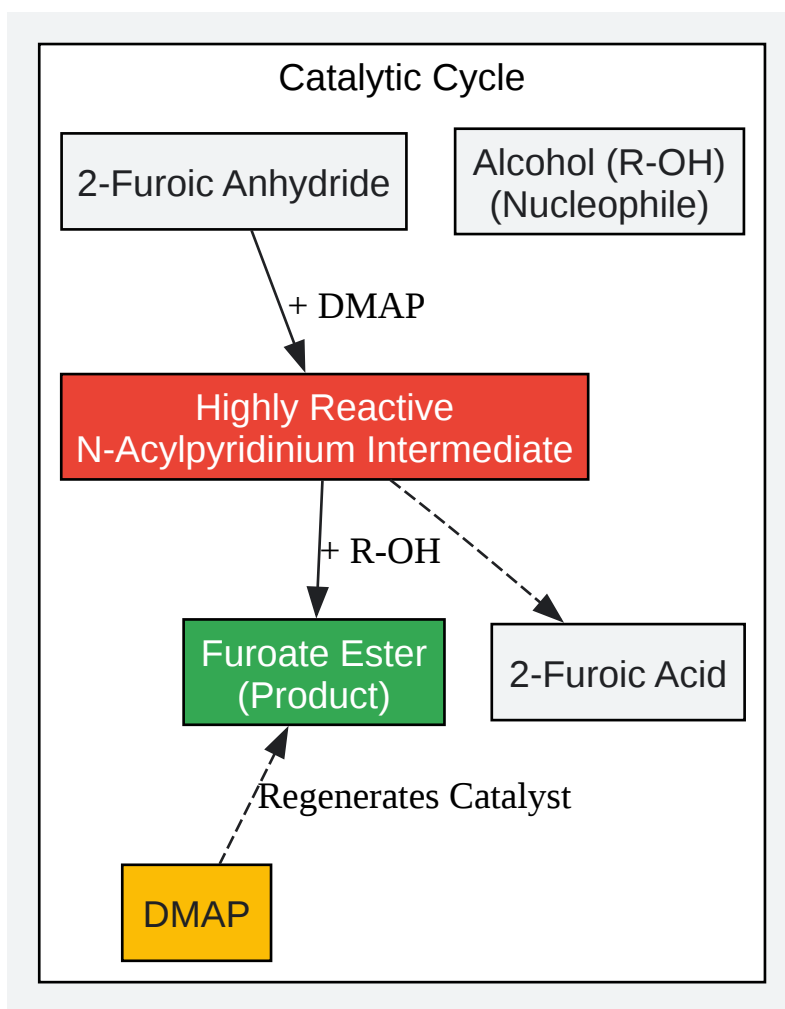 Catalytic Cycle
2-Furoic Anhydride
Alcohol (R-OH)
(Nucleophile)
+ DMAP
Highly Reactive
N-Acylpyridinium Intermediate
+ R-OH
Furoate Ester
(Product)
2-Furoic Acid
Regenerates Catalyst
DMAP